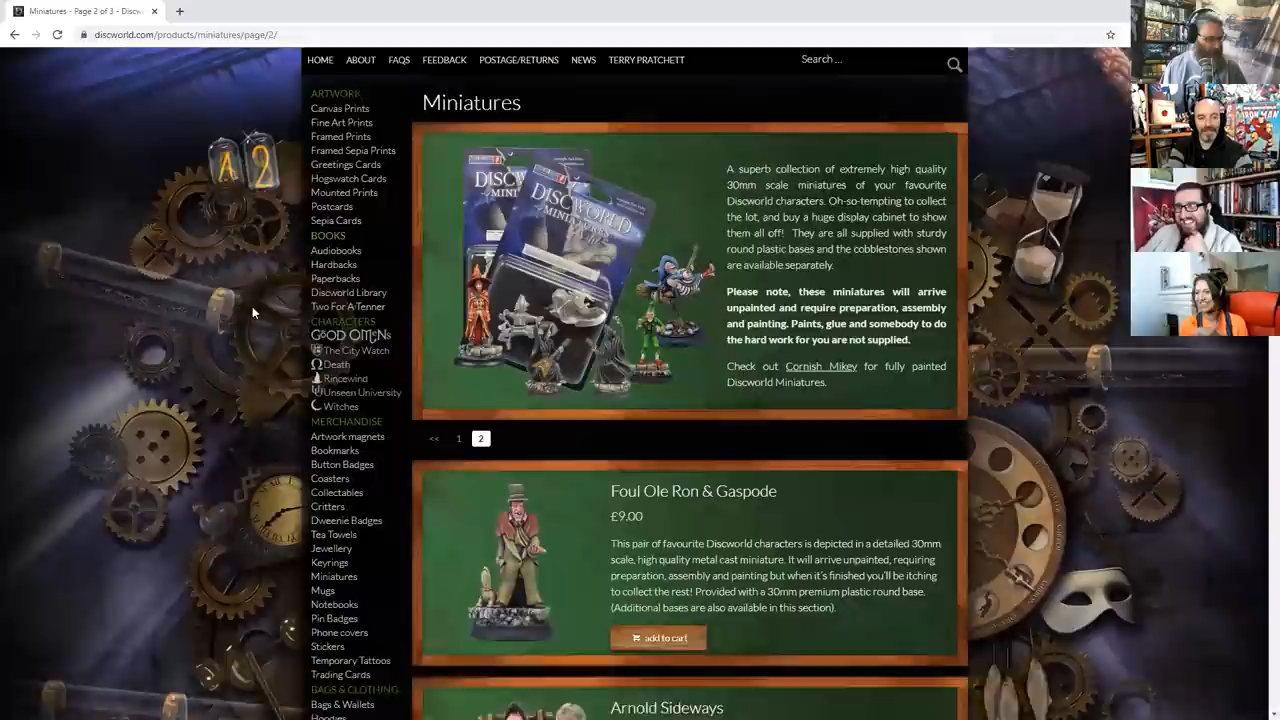 Miniatures - Page 2 of 3 - Discw
discworld.com/products/miniatures/page/2/
HOME
ABOUT
FAQS
FEEDBACK
POSTAGE/RETURNS
NEWS
TERRY PRATCHETT
Search ...
ARTWORK
Canvas Prints
Fine Art Prints
Framed Prints
Framed Sepia Prints
Greetings Cards
Hogswatch Cards
Mounted Prints
Postcards
Sepia Cards
BOOKS
Audiobooks
Hardbacks
Paperbacks
Discworld Library
Two For A Tenner
CHARACTERS
GOOD OMENS
The City Watch
Death
Rincewind
Unseen University
Witches
MERCHANDISE
Artwork magnets
Bookmarks
Button Badges
Coasters
Collectables
Critters
Dweenie Badges
Tea Towels
Jewellery
Keyrings
Miniatures
Mugs
Notebooks
Pin Badges
Phone covers
Stickers
Temporary Tattoos
Trading Cards
BAGS & CLOTHING
Bags & Wallets
Hoodies
A2
Miniatures
DISCW
MINI
DISCWORLD
MINIATURES
A superb collection of extremely high quality
30mm scale miniatures of your favourite
Discworld characters. Oh-so-tempting to collect
the lot, and buy a huge display cabinet to show
them all off! They are all supplied with sturdy
round plastic bases and the cobblestones shown
are available separately.
Please note, these miniatures will arrive
unpainted and require preparation, assembly
and painting. Paints, glue and somebody to do
the hard work for you are not supplied.
Check out Cornish Mikey for fully painted
Discworld Miniatures.
<< 1 2
Foul Ole Ron & Gaspode
£9.00
This pair of favourite Discworld characters is depicted in a detailed 30mm
scale, high quality metal cast miniature. It will arrive unpainted, requiring
preparation, assembly and painting but when it's finished you'll be itching
to collect the rest! Provided with a 30mm premium plastic round base.
(Additional bases are also available in this section).
add to cart
Arnold Sideways
IRON MAN